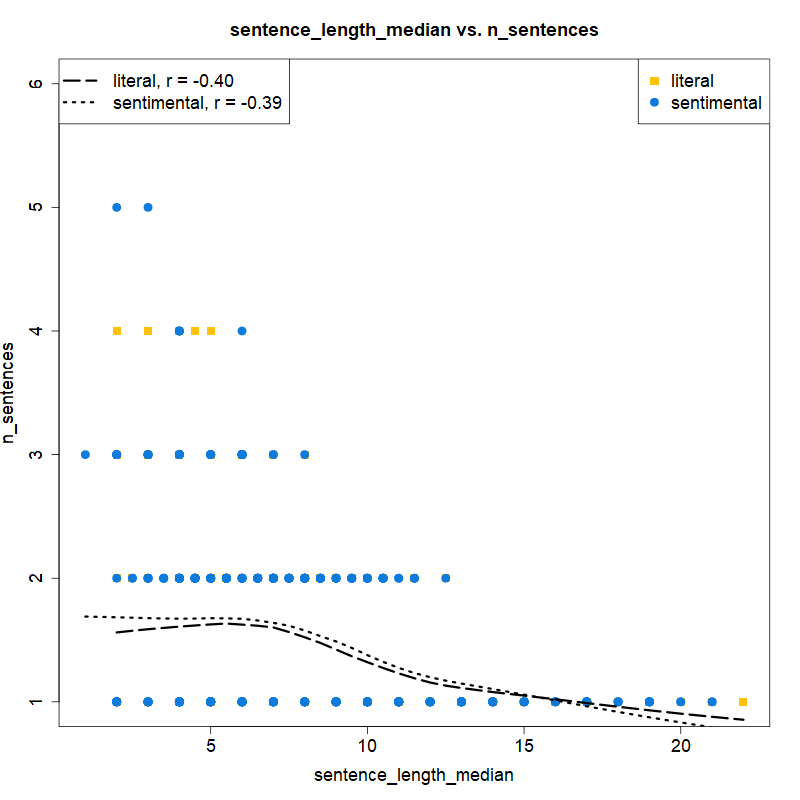 sentence_length_median vs. n_sentences
literal, r = -0.40
sentimental, r = -0.39
literal
sentimental
6
5
4
3
2
1
n_sentences
5
10
15
20
sentence_length_median